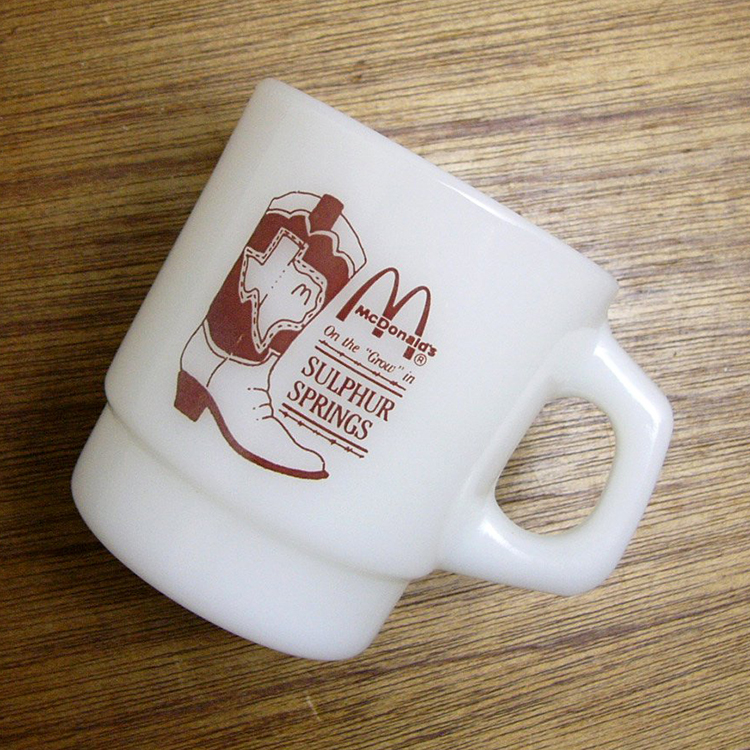 McDonald's®
On the "Grow" in
SULPHUR
SPRINGS